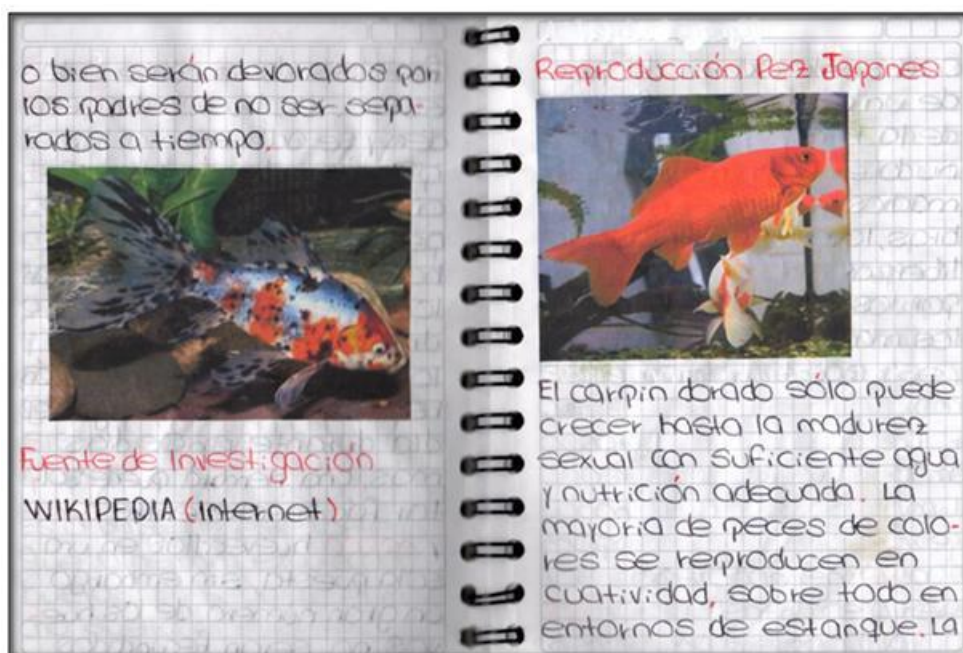 o bien serán devorados por
los padres de no ser sepa-
rados a tiempo.
Fuente de Investigación
WIKIPEDIA (Internet)
Reproducción Pez Japones
El carpin dorado sólo puede
crecer hasta la madurez
sexual con suficiente agua
y nutrición adecuada. La
mayoria de peces de colo-
res se reproducen en
cuatividad, sobre todo en
entornos de estanque. La